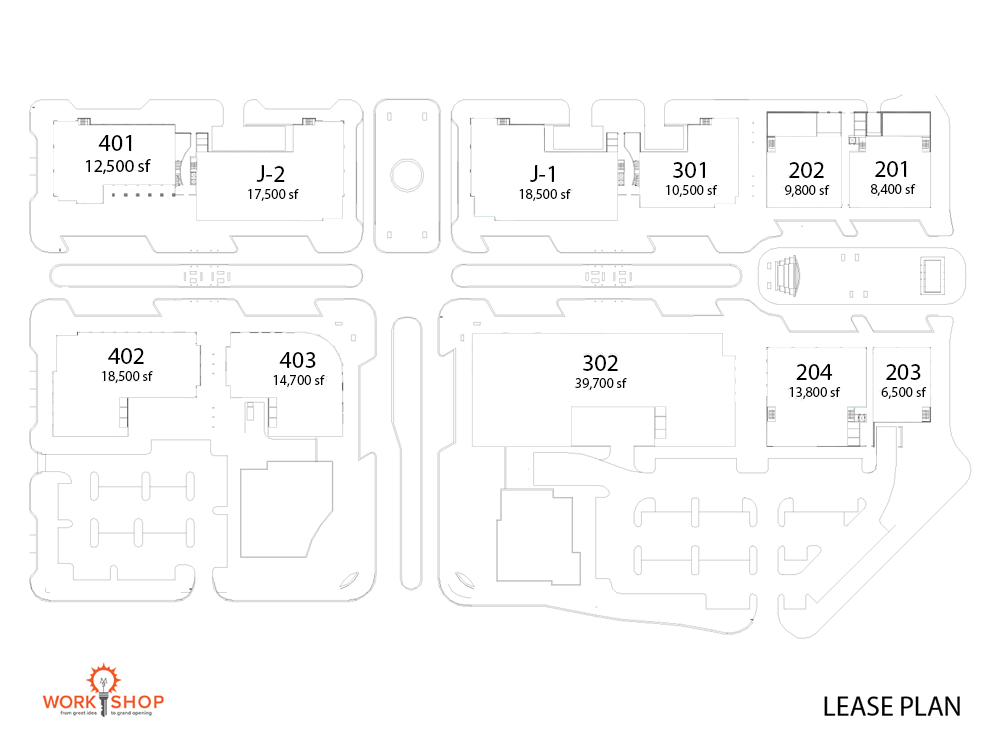 401
12,500 sf
J-2
17,500 sf
J-1
18,500 sf
301
10,500 sf
202
9,800 sf
201
8,400 sf
402
18,500 sf
403
14,700 sf
302
39,700 sf
204
13,800 sf
203
6,500 sf
WORK SHOP
from great idea to grand opening
LEASE PLAN